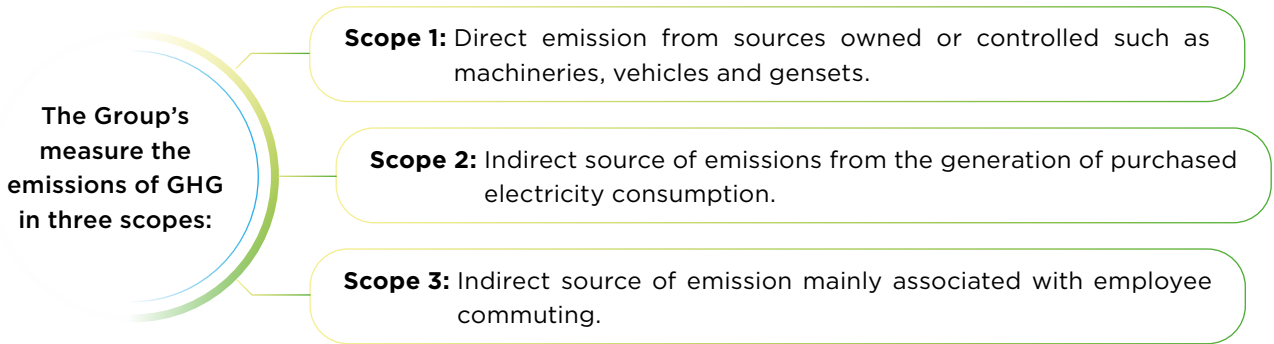 The Group's
measure the
emissions of GHG
in three scopes:
Scope 1: Direct emission from sources owned or controlled such as
machineries, vehicles and gensets.
Scope 2: Indirect source of emissions from the generation of purchased
electricity consumption.
Scope 3: Indirect source of emission mainly associated with employee
commuting.